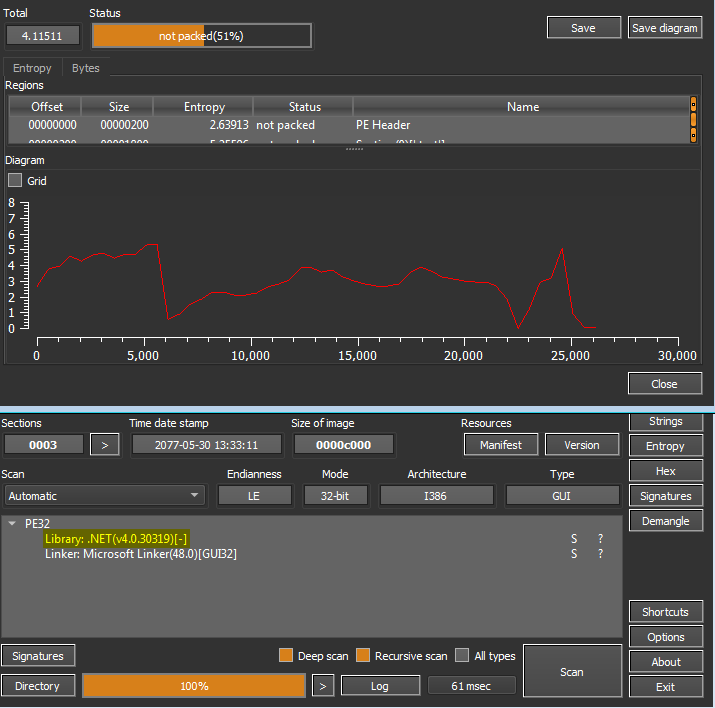 Total Status
4.11511 not packed(51%) Save Save diagram
Entropy Bytes
Regions
Offset Size Entropy Status Name
00000000 00000200 2.63913 not packed PE Header
Diagram
Grid
8
7
6
5
4
3
2
1
0
0 5,000 10,000 15,000 20,000 25,000 30,000
Close
Sections Time date stamp Size of image Resources Strings
0003 > 2077-05-30 13:33:11 0000c000 Manifest Version Entropy
Hex
Scan Endianness Mode Architecture Type
Automatic LE 32-bit I386 GUI Signatures
Demangle
PE32
Library: .NET(v4.0.30319)[-] S ?
Linker: Microsoft Linker(48.0)[GUI32] S ?
Shortcuts
Options
Signatures Deep scan Recursive scan All types Scan About
Directory 100% > Log 61 msec Exit